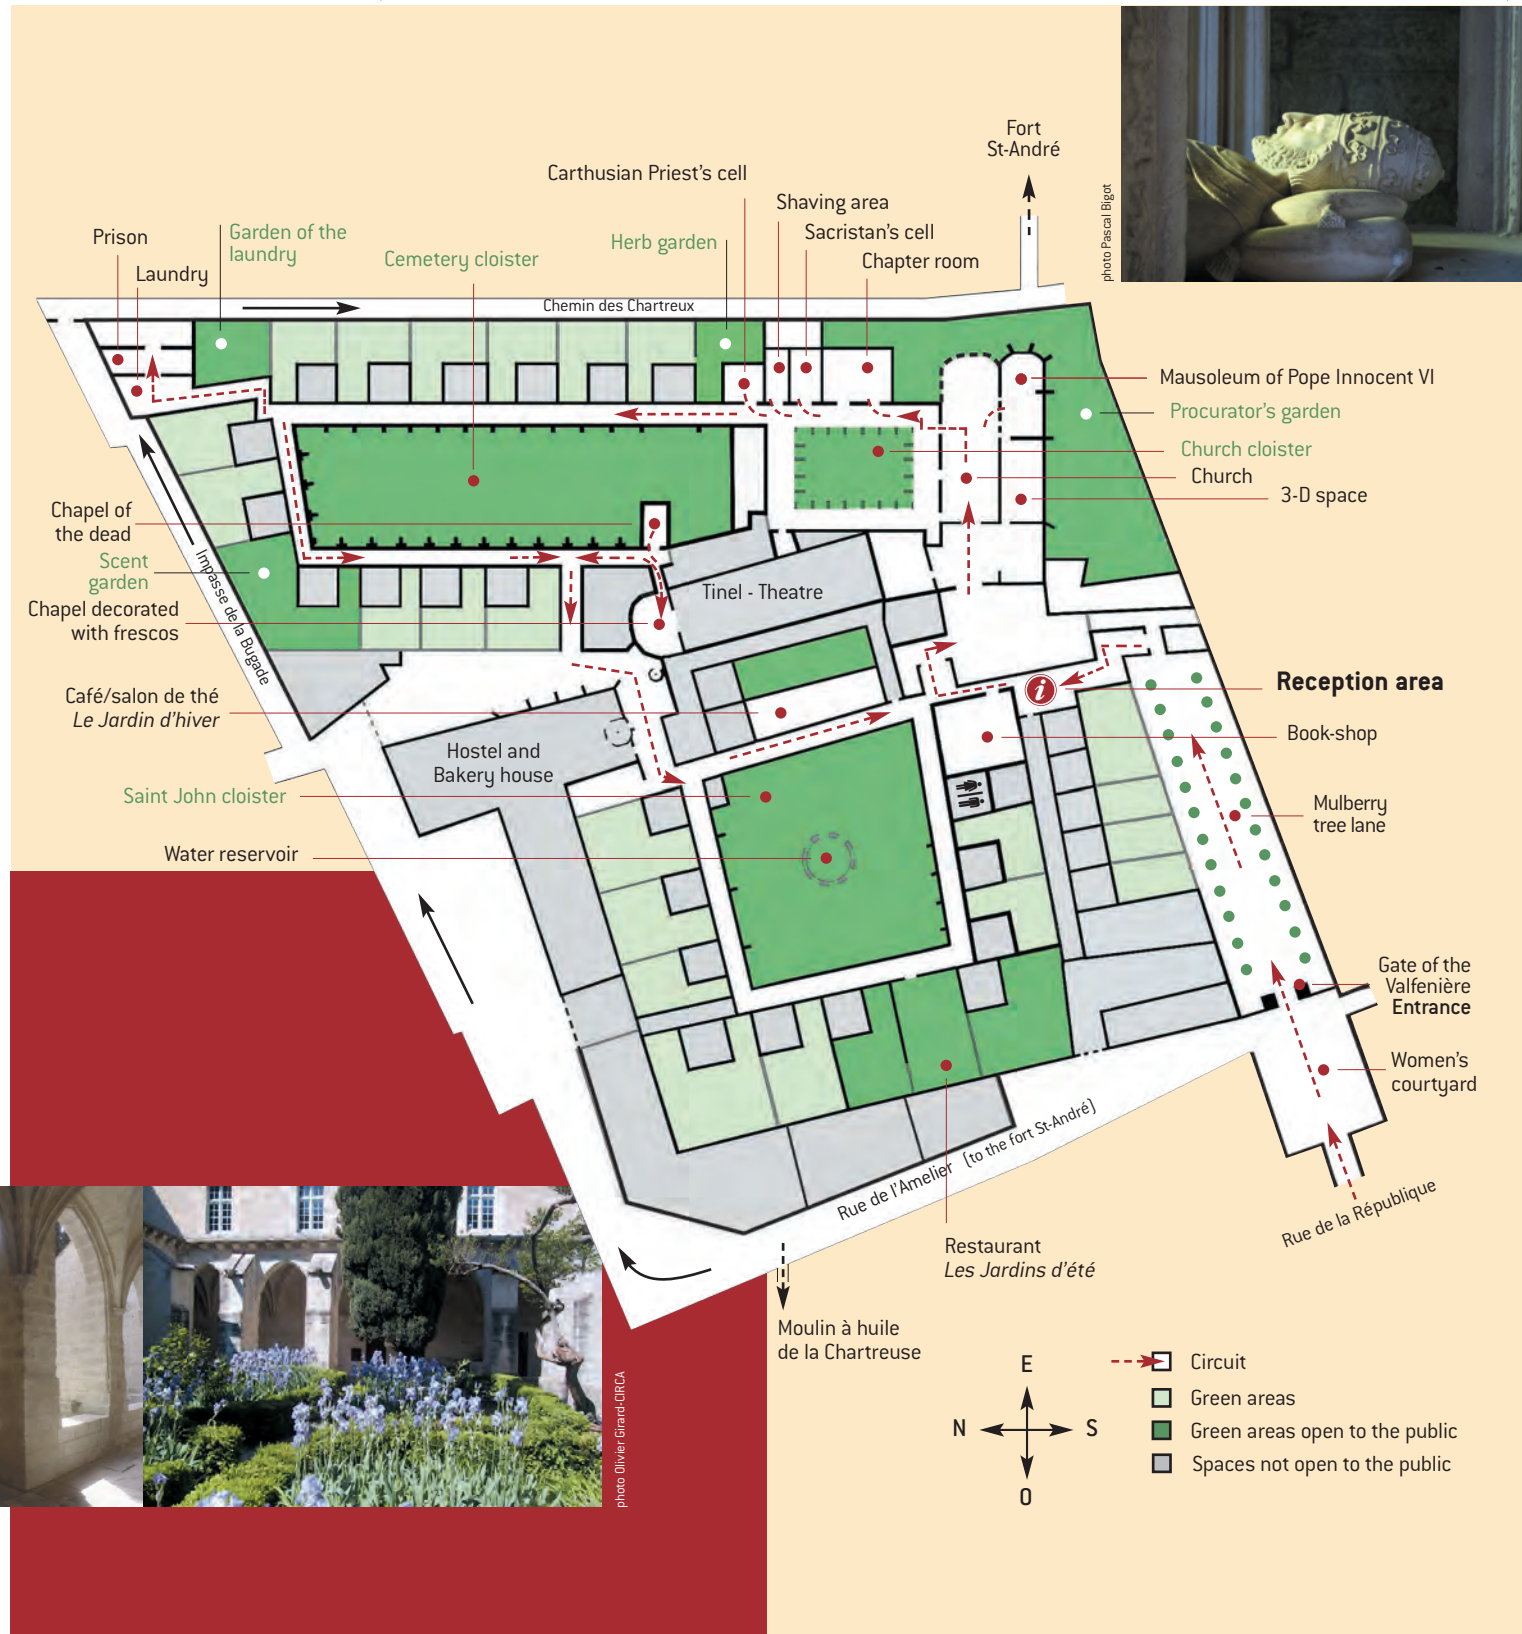 Fort
St-André
photo Pascal Bigot
Carthusian Priest's cell
Shaving area
Sacristan's cell
Chapter room
Herb garden
Prison
Laundry
Garden of the
laundry
Cemetery cloister
Chemin des Chartreux
Mausoleum of Pope Innocent VI
Procurator's garden
Church cloister
Church
3-D space
Chapel of
the dead
Scent
garden
Chapel decorated
with frescos
Impasse de la Bugade
Tinel - Theatre
Café/salon de thé
Le Jardin d'hiver
Hostel and
Bakery house
i
Reception area
Book-shop
Saint John cloister
Mulberry
tree lane
Water reservoir
Gate of the
Valfenière
Entrance
Women's
courtyard
Rue de l'Amelier (to the fort St-André)
Rue de la République
Restaurant
Les Jardins d'été
Moulin à huile
de la Chartreuse
photo Olivier Girard-CIRCA
E
N
S
O
Circuit
Green areas
Green areas open to the public
Spaces not open to the public